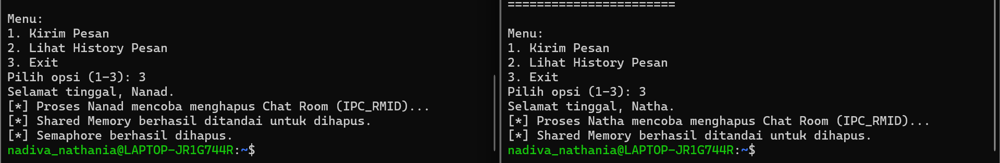 Menu:
1. Kirim Pesan
2. Lihat History Pesan
3. Exit
Pilih opsi (1-3): 3
Selamat tinggal, Nanad.
[*] Proses Nanad mencoba menghapus Chat Room (IPC_RMID)...
[*] Shared Memory berhasil ditandai untuk dihapus.
[*] Semaphore berhasil dihapus.
nadiva_nathania@LAPTOP-JR1G744R:~$
=======================
Menu:
1. Kirim Pesan
2. Lihat History Pesan
3. Exit
Pilih opsi (1-3): 3
Selamat tinggal, Natha.
[*] Proses Natha mencoba menghapus Chat Room (IPC_RMID)...
[*] Shared Memory berhasil ditandai untuk dihapus.
nadiva_nathania@LAPTOP-JR1G744R:~$